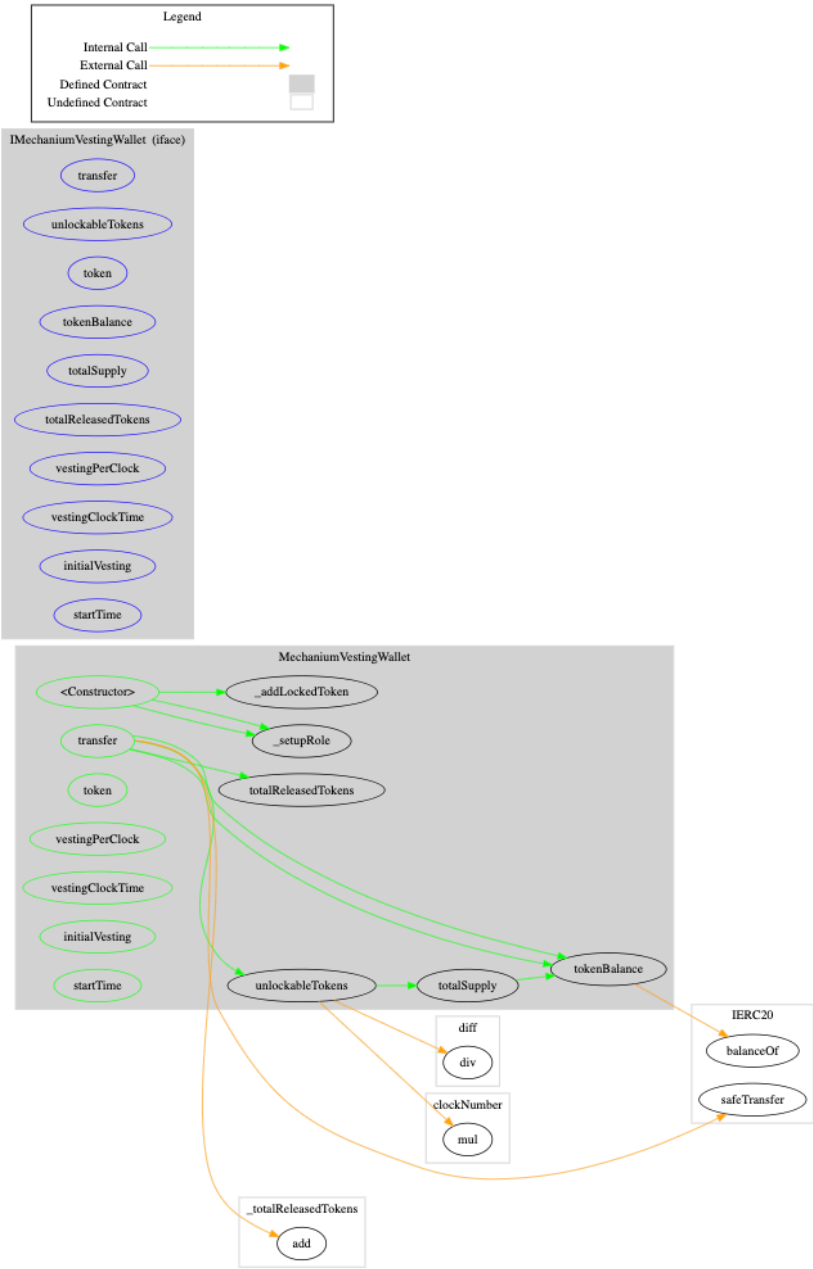 Legend
Internal Call
External Call
Defined Contract
Undefined Contract
IMechaniumVestingWallet (iface)
transfer
unlockableTokens
token
tokenBalance
totalSupply
totalReleasedTokens
vestingPerClock
vestingClockTime
initialVesting
startTime
MechaniumVestingWallet
<Constructor>
_addLockedToken
transfer
_setupRole
token
totalReleasedTokens
vestingPerClock
vestingClockTime
initialVesting
tokenBalance
startTime
unlockableTokens
totalSupply
IERC20
balanceOf
safeTransfer
diff
div
clockNumber
mul
_totalReleasedTokens
add